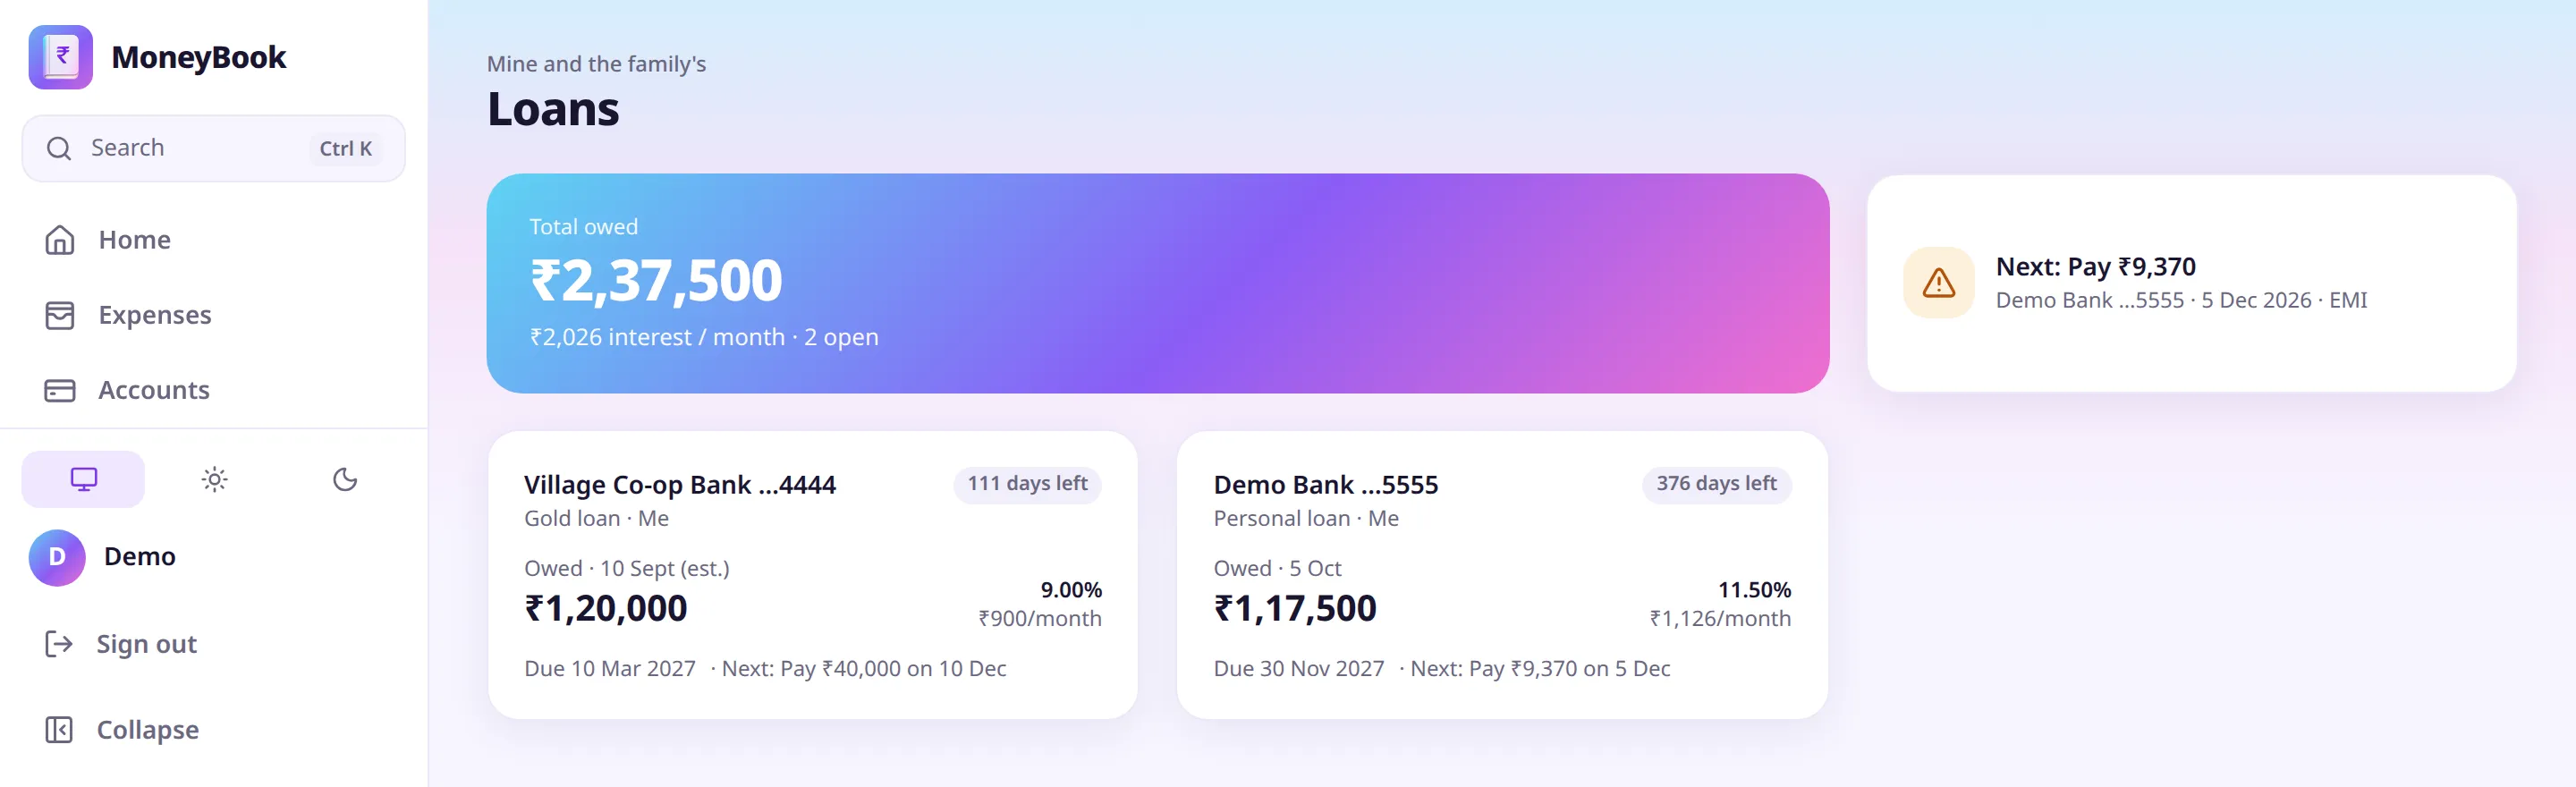 ₹
MoneyBook
Search
Ctrl K
Home
Expenses
Accounts
D
Demo
Sign out
Collapse
Mine and the family's
Loans
Total owed
₹2,37,500
₹2,026 interest / month · 2 open
Next: Pay ₹9,370
Demo Bank ...5555 · 5 Dec 2026 · EMI
Village Co-op Bank ...4444
111 days left
Gold loan · Me
Owed · 10 Sept (est.)
₹1,20,000
9.00%
₹900/month
Due 10 Mar 2027 · Next: Pay ₹40,000 on 10 Dec
Demo Bank ...5555
376 days left
Personal loan · Me
Owed · 5 Oct
₹1,17,500
11.50%
₹1,126/month
Due 30 Nov 2027 · Next: Pay ₹9,370 on 5 Dec